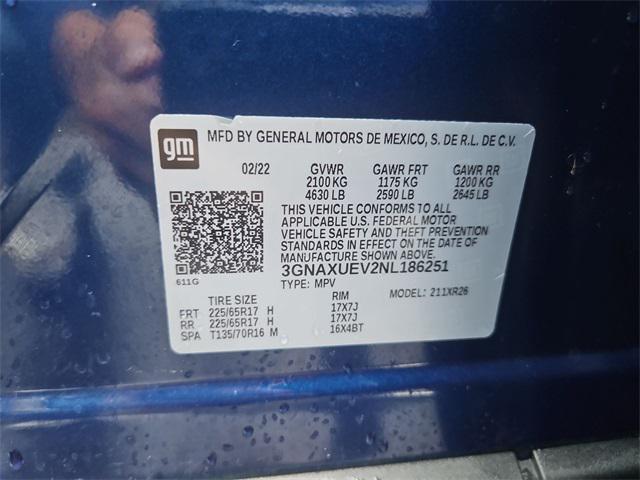 gm
MFD BY GENERAL MOTORS DE MEXICO, S. DE R.L. DE C.V.
02/22 GVWR GAWR FRT GAWR RR
2100 KG 1175 KG 1200 KG
4630 LB 2590 LB 2645 LB
THIS VEHICLE CONFORMS TO ALL
APPLICABLE U.S. FEDERAL MOTOR
VEHICLE SAFETY AND THEFT PREVENTION
STANDARDS IN EFFECT ON THE DATE OF
MANUFACTURE SHOWN ABOVE.
3GNAXUEV2NL186251
611G
TYPE: MPV MODEL: 211XR26
TIRE SIZE RIM
FRT 225/65R17 H 17X7J
RR 225/65R17 H 17X7J
SPA T135/70R16 M 16X4BT